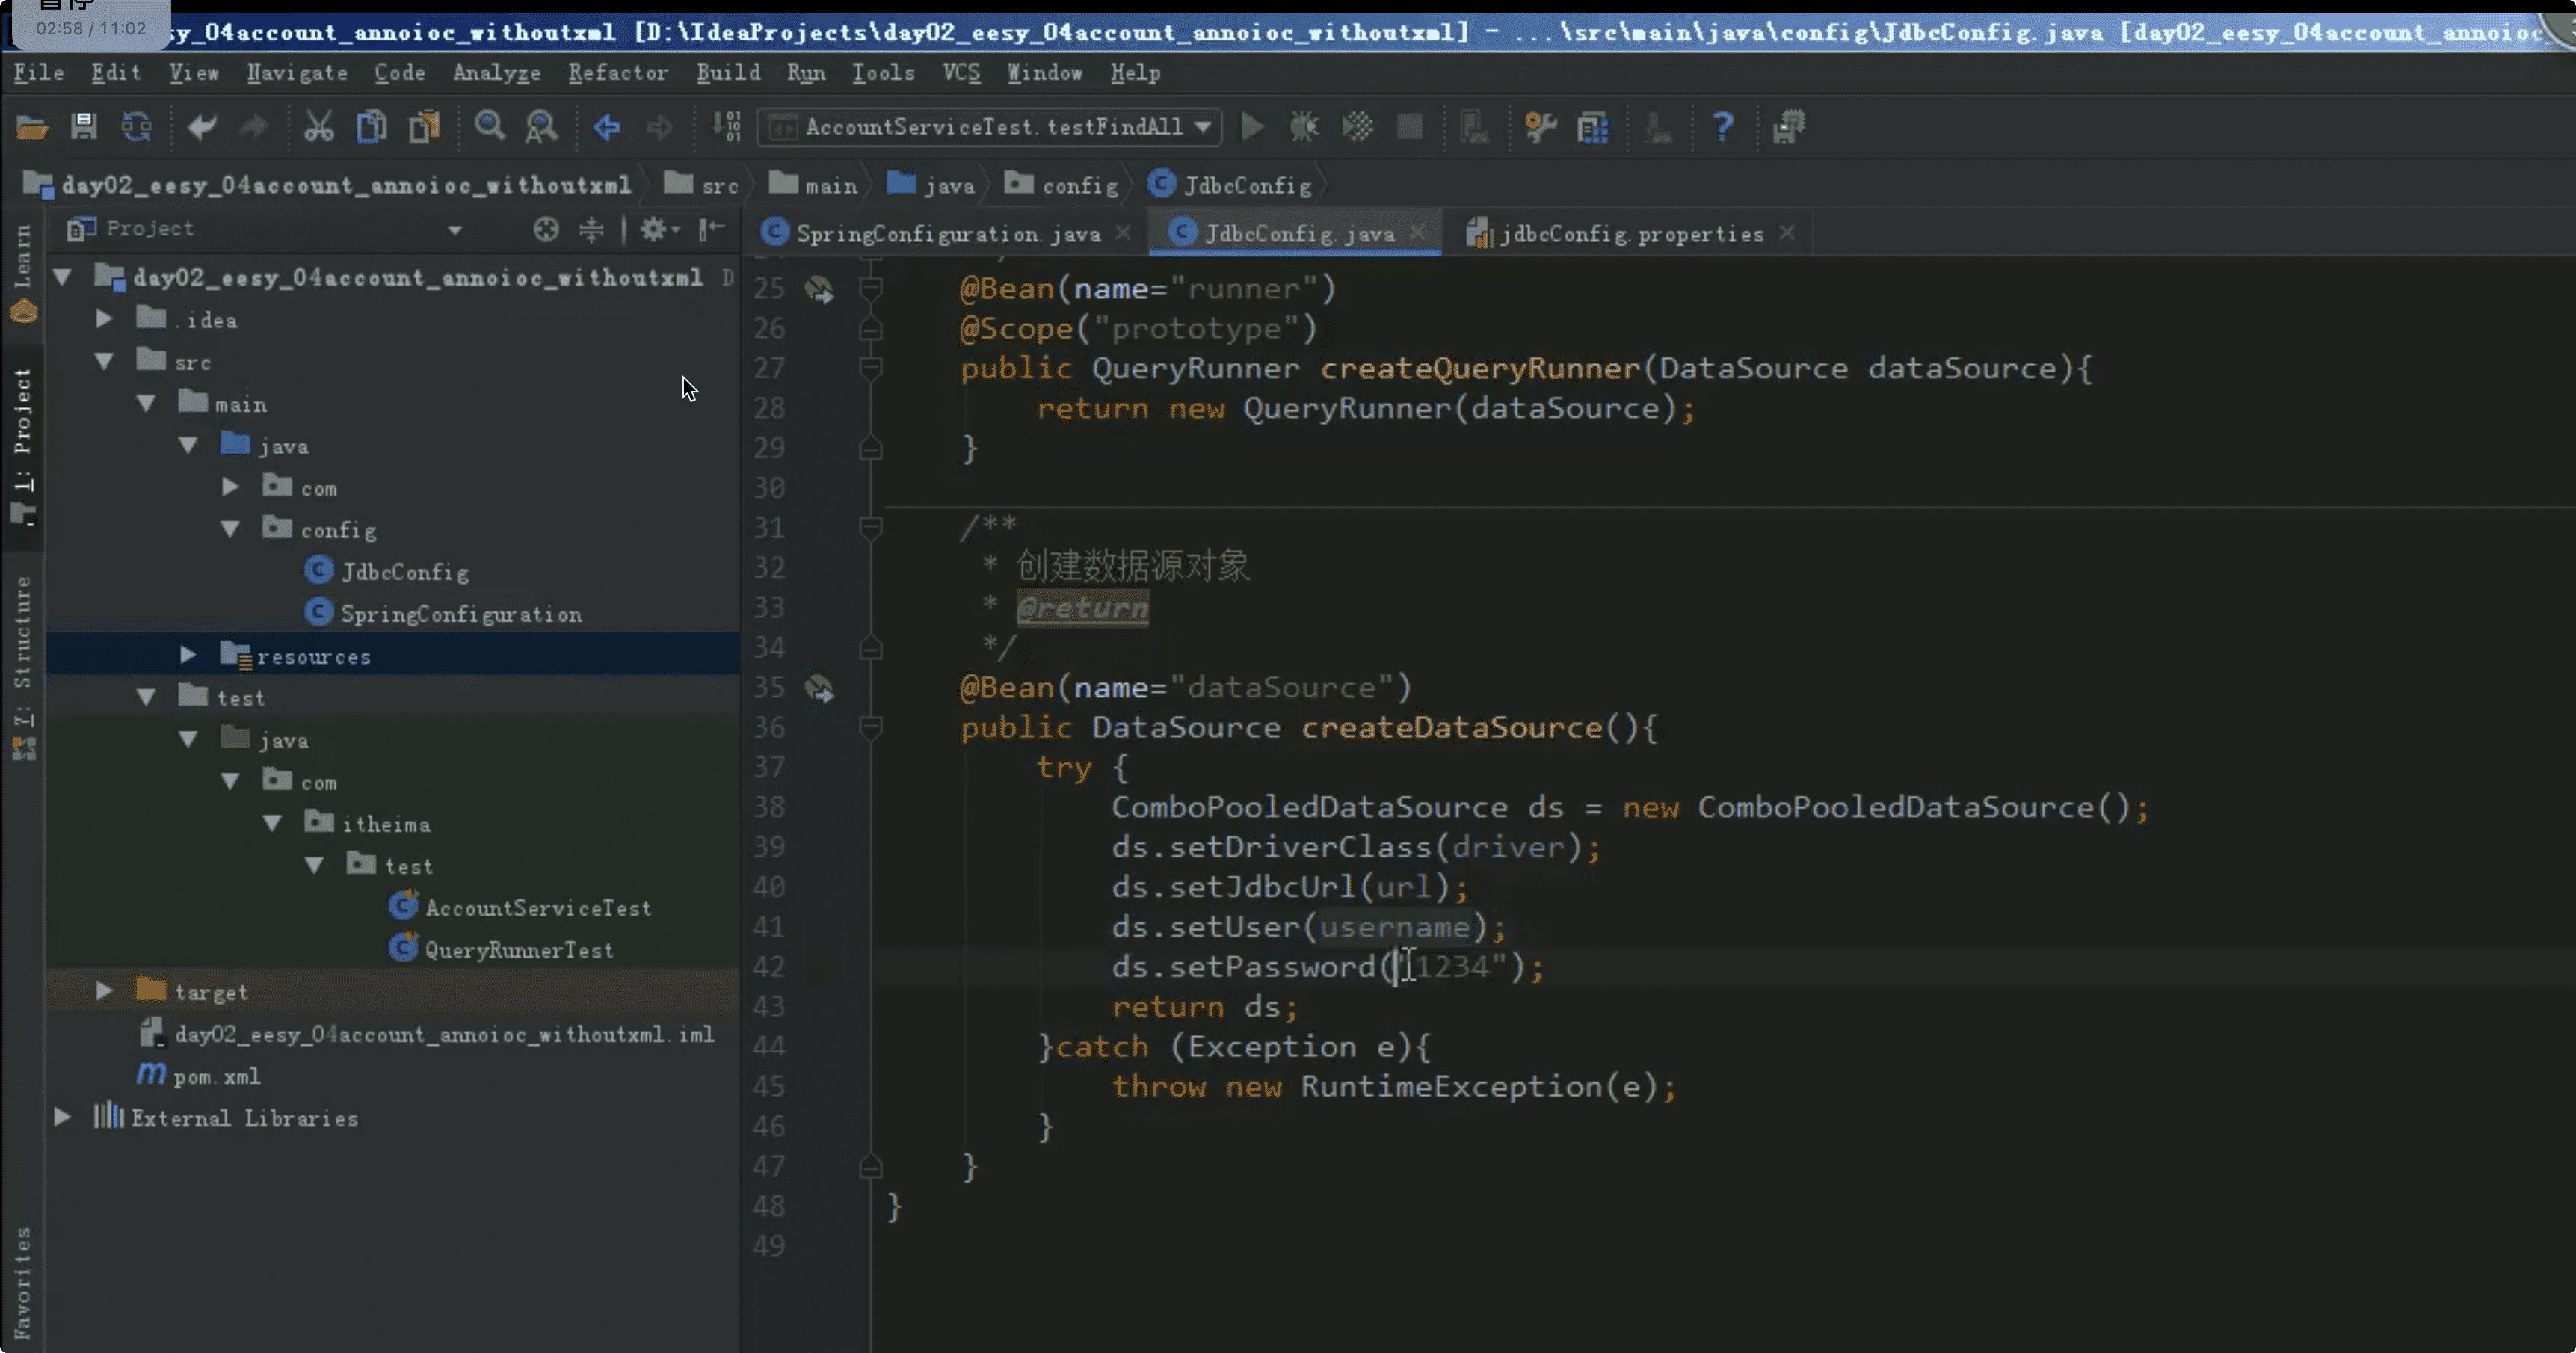 暂停
02:58 / 11:02
sy_04account_annoioc_withoutxml [D:\IdeaProjects\day02_eesy_04account_annoioc_withoutxml] - ...\src\main\java\config\JdbcConfig.java [day02_eesy_04account_annoioc_
File Edit View Navigate Code Analyze Refactor Build Run Tools VCS Window Help
AccountServiceTest.testFindAll
day02_eesy_04account_annoioc_withoutxml src main java config JdbcConfig
Learn
1: Project
7: Structure
Favorites
Project
day02_eesy_04account_annoioc_withoutxml D
.idea
src
main
java
com
config
JdbcConfig
SpringConfiguration
resources
test
java
com
itheima
test
AccountServiceTest
QueryRunnerTest
target
day02_eesy_04account_annoioc_withoutxml.iml
pom.xml
External Libraries
SpringConfiguration.java JdbcConfig.java jdbcConfig.properties
25 @Bean(name="runner")
26 @Scope("prototype")
27 public QueryRunner createQueryRunner(DataSource dataSource){
28 return new QueryRunner(dataSource);
29 }
30
31 /**
32 * 创建数据源对象
33 * @return
34 */
35 @Bean(name="dataSource")
36 public DataSource createDataSource(){
37 try {
38 ComboPooledDataSource ds = new ComboPooledDataSource();
39 ds.setDriverClass(driver);
40 ds.setJdbcUrl(url);
41 ds.setUser(username);
42 ds.setPassword("1234");
43 return ds;
44 }catch (Exception e){
45 throw new RuntimeException(e);
46 }
47 }
48 }
49